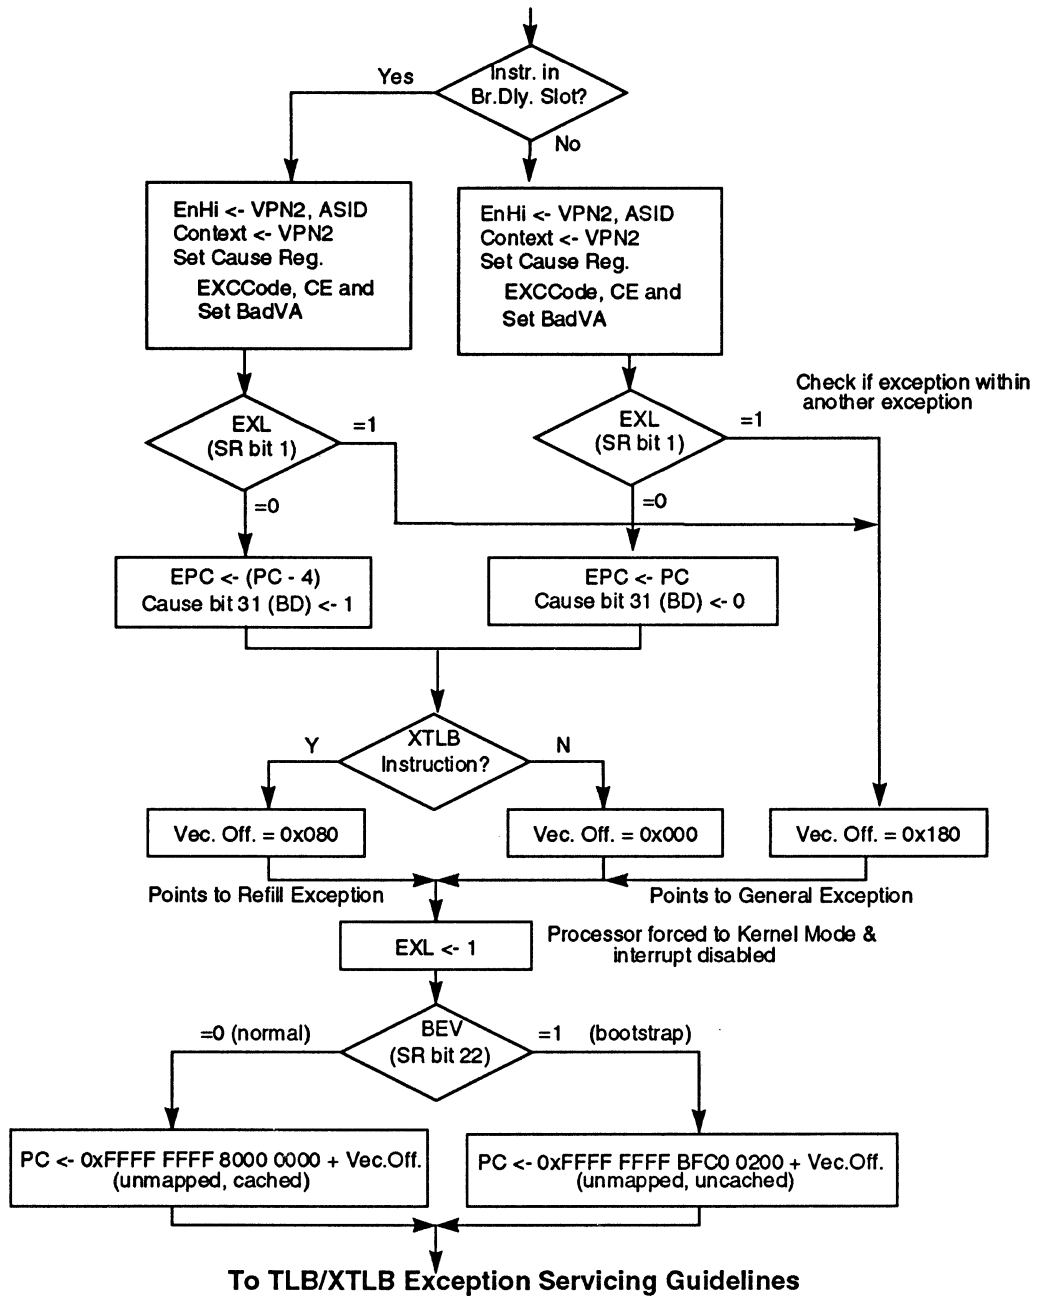 Instr. in
Br.Dly. Slot?
Yes
No
EnHi <- VPN2, ASID
Context <- VPN2
Set Cause Reg.
EXCCode, CE and
Set BadVA
EnHi <- VPN2, ASID
Context <- VPN2
Set Cause Reg.
EXCCode, CE and
Set BadVA
Check if exception within
another exception
EXL
(SR bit 1)
=1
=0
EXL
(SR bit 1)
=1
=0
EPC <- (PC - 4)
Cause bit 31 (BD) <- 1
EPC <- PC
Cause bit 31 (BD) <- 0
XTLB
Instruction?
Y
N
Vec. Off. = 0x080
Vec. Off. = 0x000
Vec. Off. = 0x180
Points to Refill Exception
Points to General Exception
EXL <- 1
Processor forced to Kernel Mode &
interrupt disabled
BEV
(SR bit 22)
=0 (normal)
=1 (bootstrap)
PC <- 0xFFFF FFFF 8000 0000 + Vec.Off.
(unmapped, cached)
PC <- 0xFFFF FFFF BFC0 0200 + Vec.Off.
(unmapped, uncached)
To TLB/XTLB Exception Servicing Guidelines